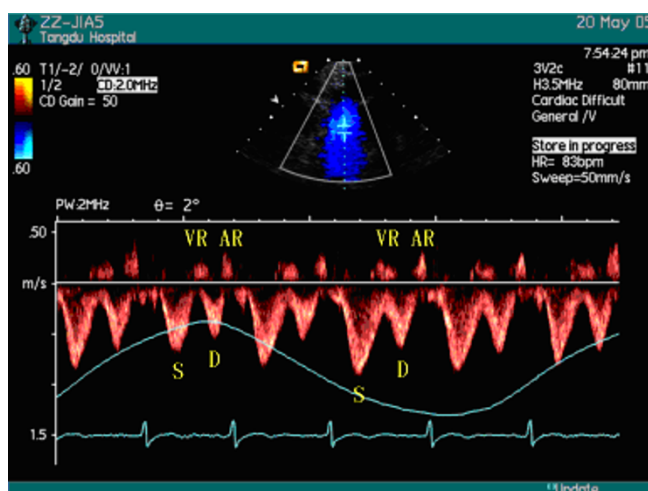 ZZ-JIA5 20 May 05
Tangdu Hospital
7:54:24 pm
.60 T1/-2/ 0/VV:1 3V2c #11
1/2 CD:2.0MHz H3.5MHz 80mm
CD Gain = 50 Cardiac Difficult
General /V
Store in progress
.60 HR= 83bpm
Sweep=50mm/s
PW:2MHz θ= 2°
.50 VR AR VR AR
m/s
S D S D
1.5
Update